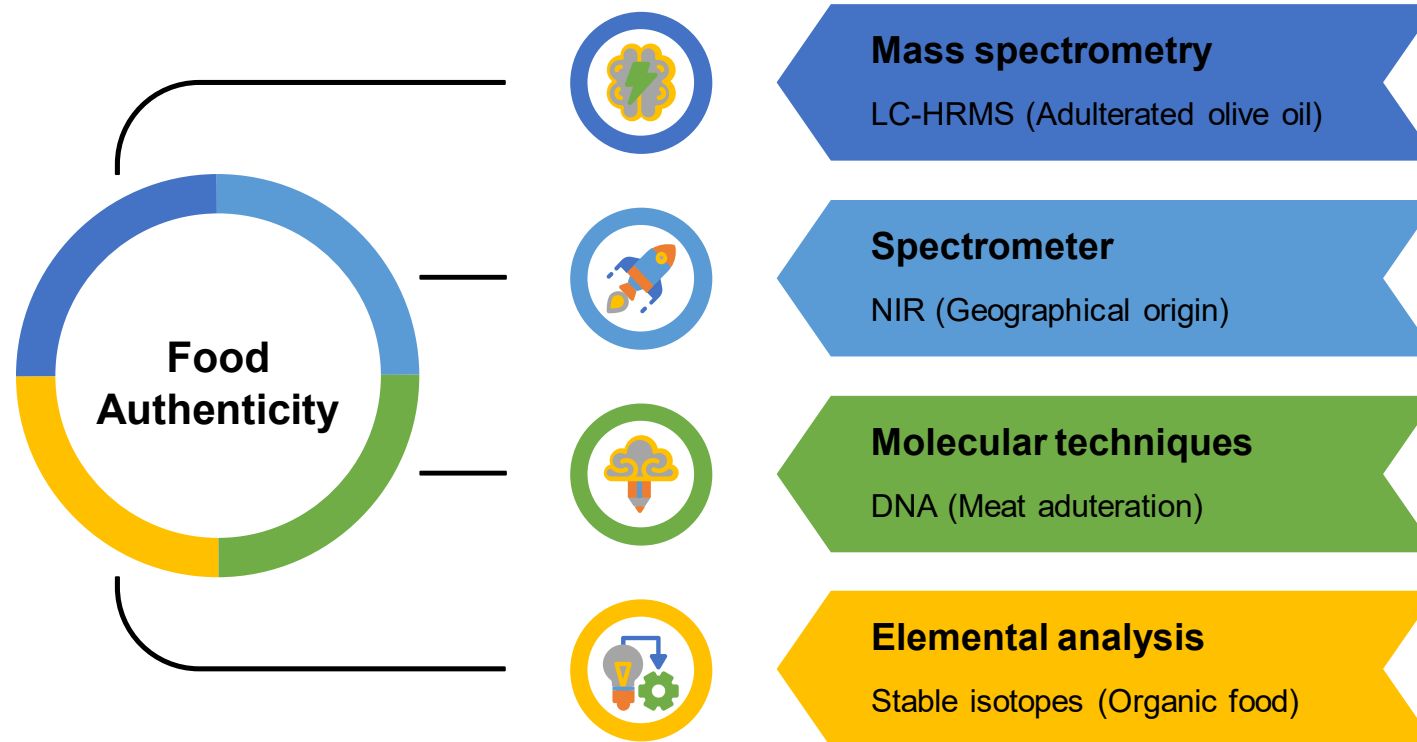 Food
Authenticity
Mass spectrometry
LC-HRMS (Adulterated olive oil)
Spectrometer
NIR (Geographical origin)
Molecular techniques
DNA (Meat aduteration)
Elemental analysis
Stable isotopes (Organic food)